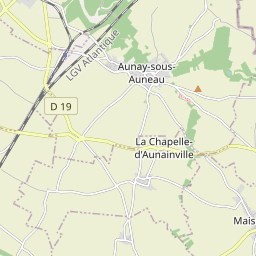 LGV Atlantique
Aunay-sous-
Auneau
D 19
La Chapelle-
d'Aunainville
Mais